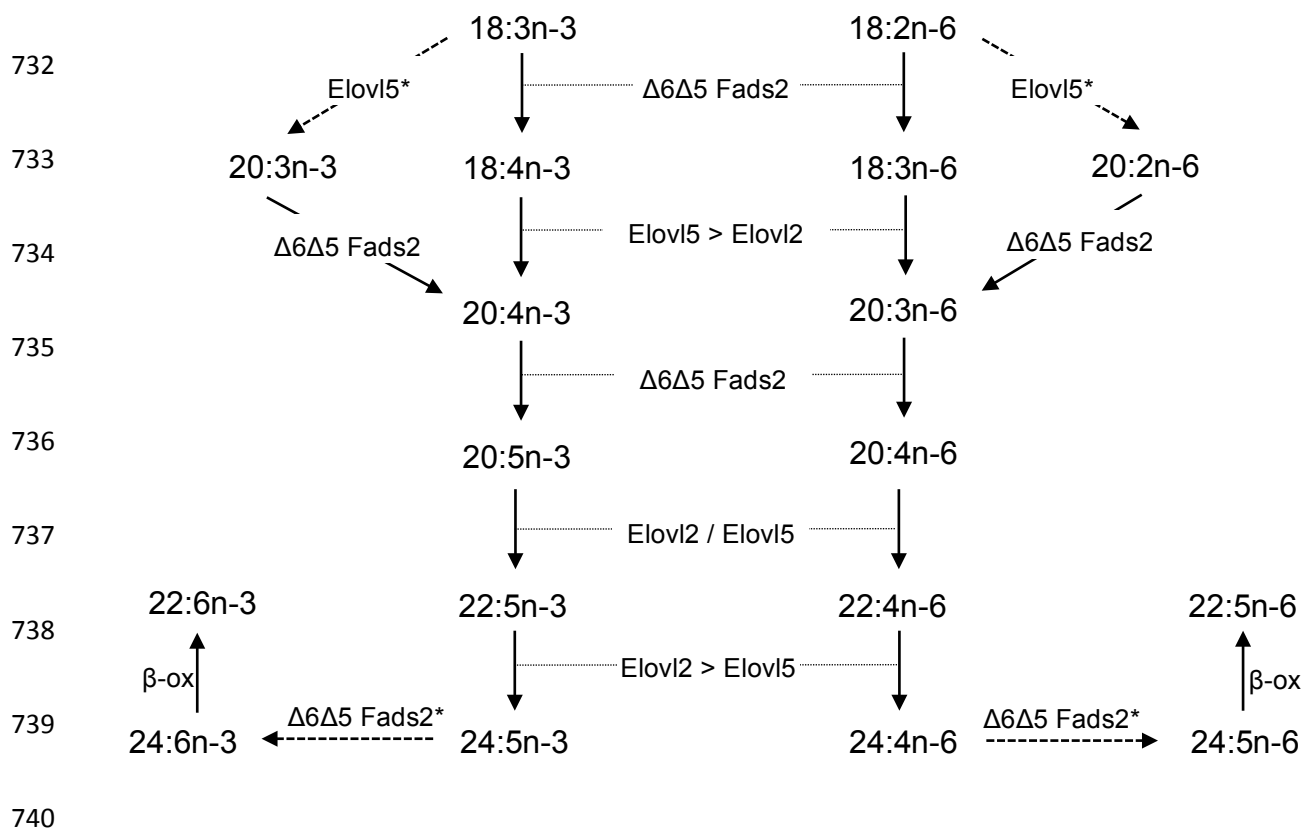 18:3n-3 18:2n-6
732
Elovl5* Δ6Δ5 Fads2 Elovl5*
733 20:3n-3 18:4n-3 18:3n-6 20:2n-6
Elovl5 > Elovl2
734 Δ6Δ5 Fads2 Δ6Δ5 Fads2
20:4n-3 20:3n-6
735
Δ6Δ5 Fads2
736 20:5n-3 20:4n-6
737 Elovl2 / Elovl5
22:6n-3 22:5n-3 22:4n-6 22:5n-6
738
β-ox Elovl2 > Elovl5 β-ox
739 Δ6Δ5 Fads2* Δ6Δ5 Fads2*
24:6n-3 24:5n-3 24:4n-6 24:5n-6
740